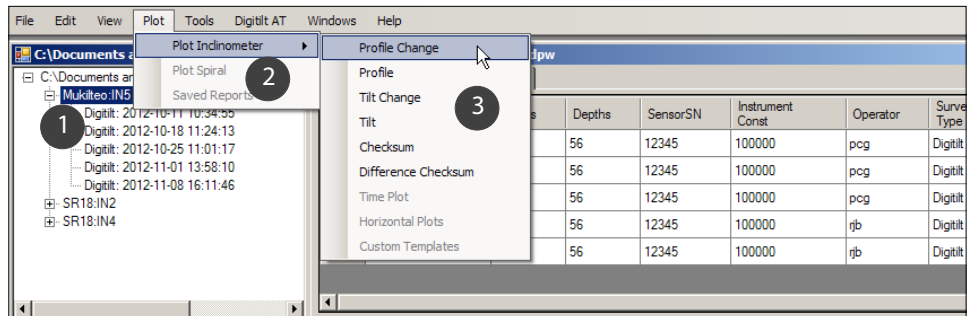 File Edit View Plot Tools Digitilt AT Windows Help
C:\Documents a
dpw
C:\Documents ar
Mukilteo:IN5
Digitilt: 2012-10-11 10:34:55
Digitilt: 2012-10-18 11:24:13
Digitilt: 2012-10-25 11:01:17
Digitilt: 2012-11-01 13:58:10
Digitilt: 2012-11-08 16:11:46
SR18:IN2
SR18:IN4
1
Plot Inclinometer
Plot Spiral
Saved Reports
2
Profile Change
Profile
Tilt Change
Tilt
Checksum
Difference Checksum
Time Plot
Horizontal Plots
Custom Templates
3
s Depths SensorSN Instrument Const Operator Surve Type
56 12345 100000 pcg Digitilt
56 12345 100000 pcg Digitilt
56 12345 100000 pcg Digitilt
56 12345 100000 rjb Digitilt
56 12345 100000 rjb Digitilt